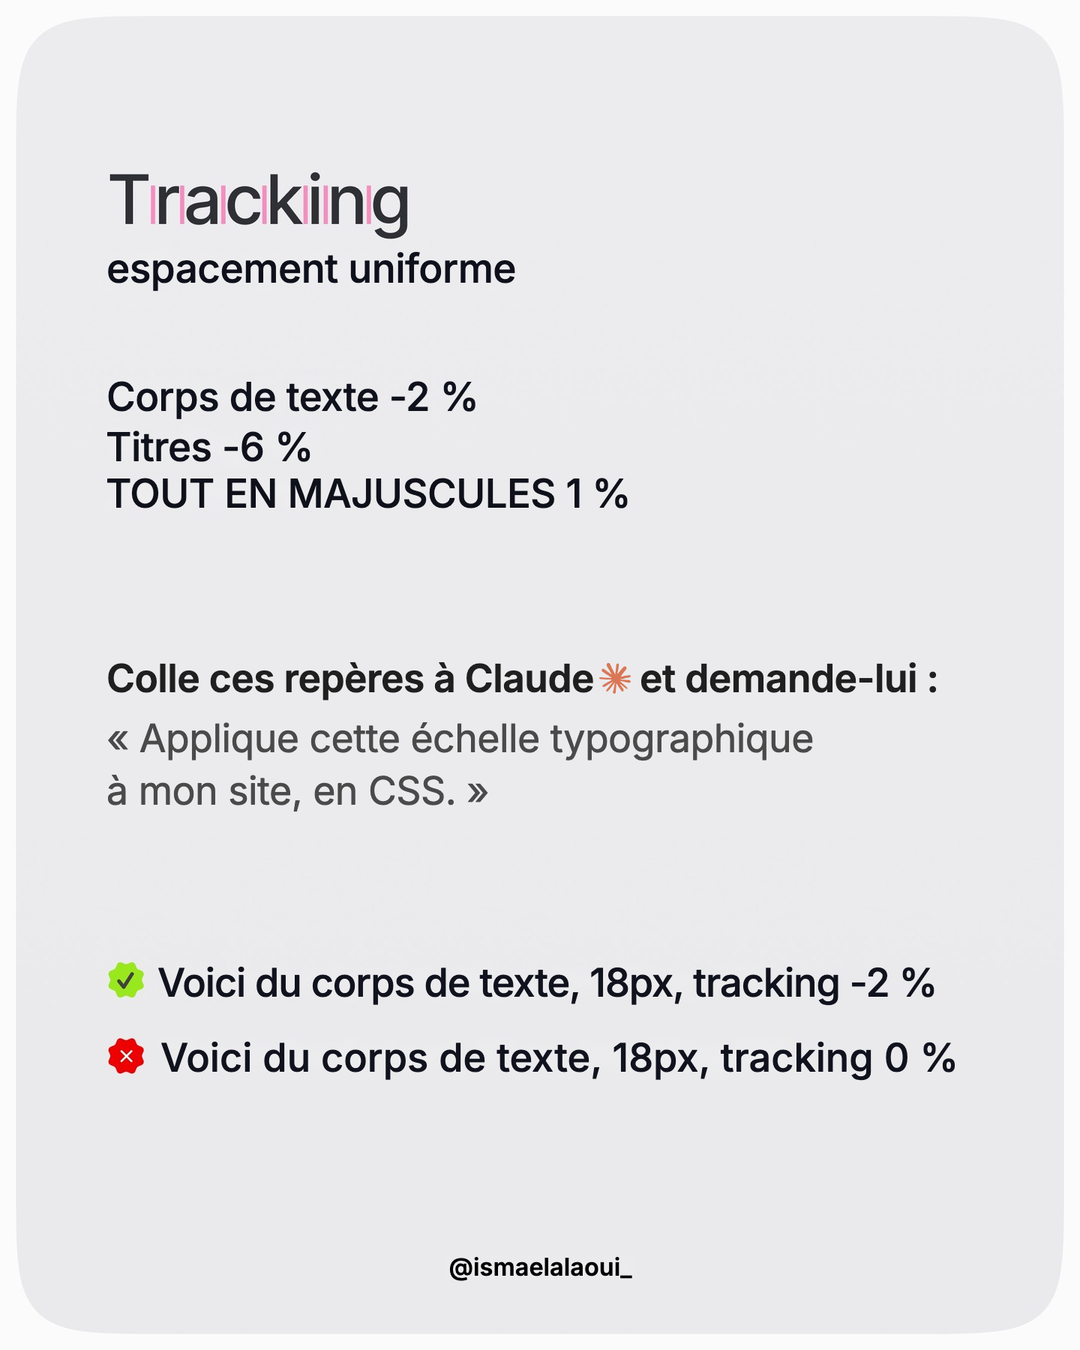 Tracking
espacement uniforme
Corps de texte -2 %
Titres -6 %
TOUT EN MAJUSCULES 1 %
Colle ces repères à Claude et demande-lui :
« Applique cette échelle typographique
à mon site, en CSS. »
Voici du corps de texte, 18px, tracking -2 %
Voici du corps de texte, 18px, tracking 0 %
@ismaelalaoui_